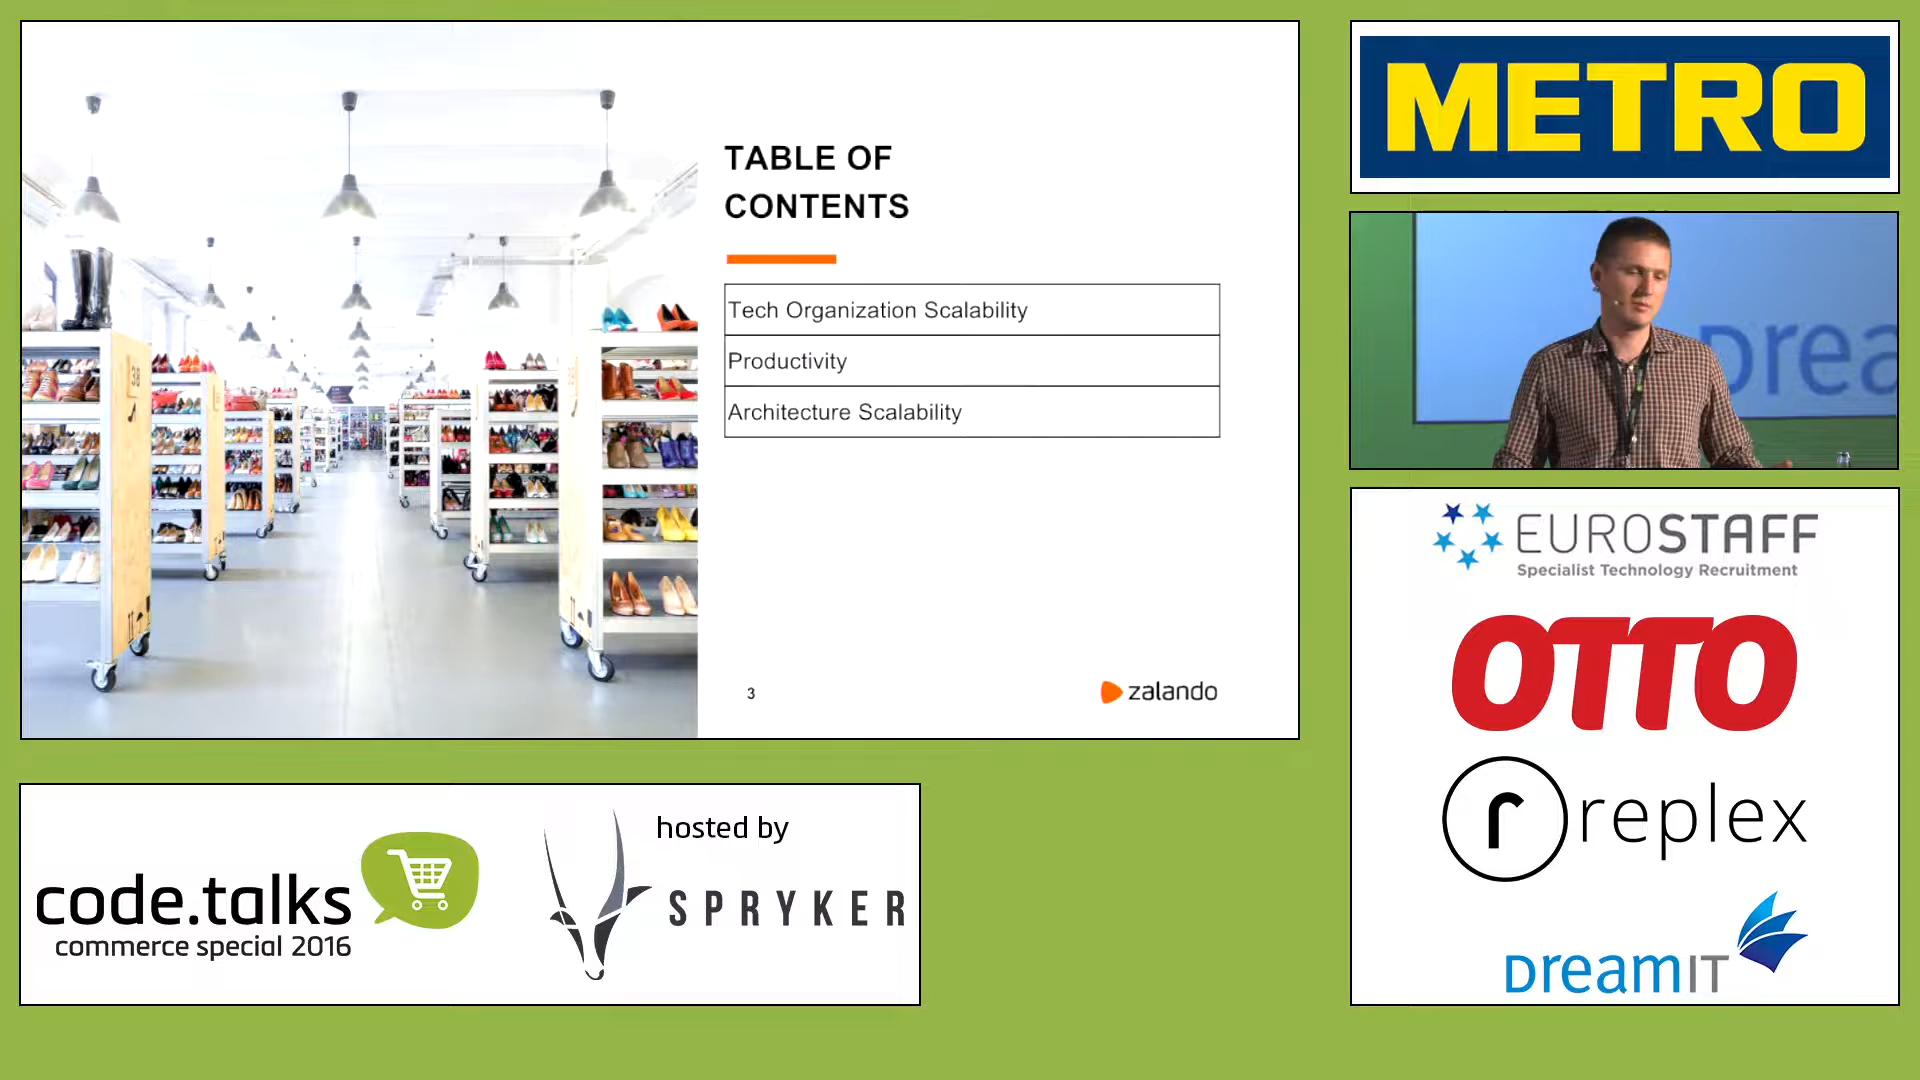 TABLE OF
CONTENTS
Tech Organization Scalability
Productivity
Architecture Scalability
3
zalando
METRO
Drea
EUROSTAFF
Specialist Technology Recruitment
OTTO
r replex
DreamIT
code.talks
commerce special 2016
hosted by
SPRYKER